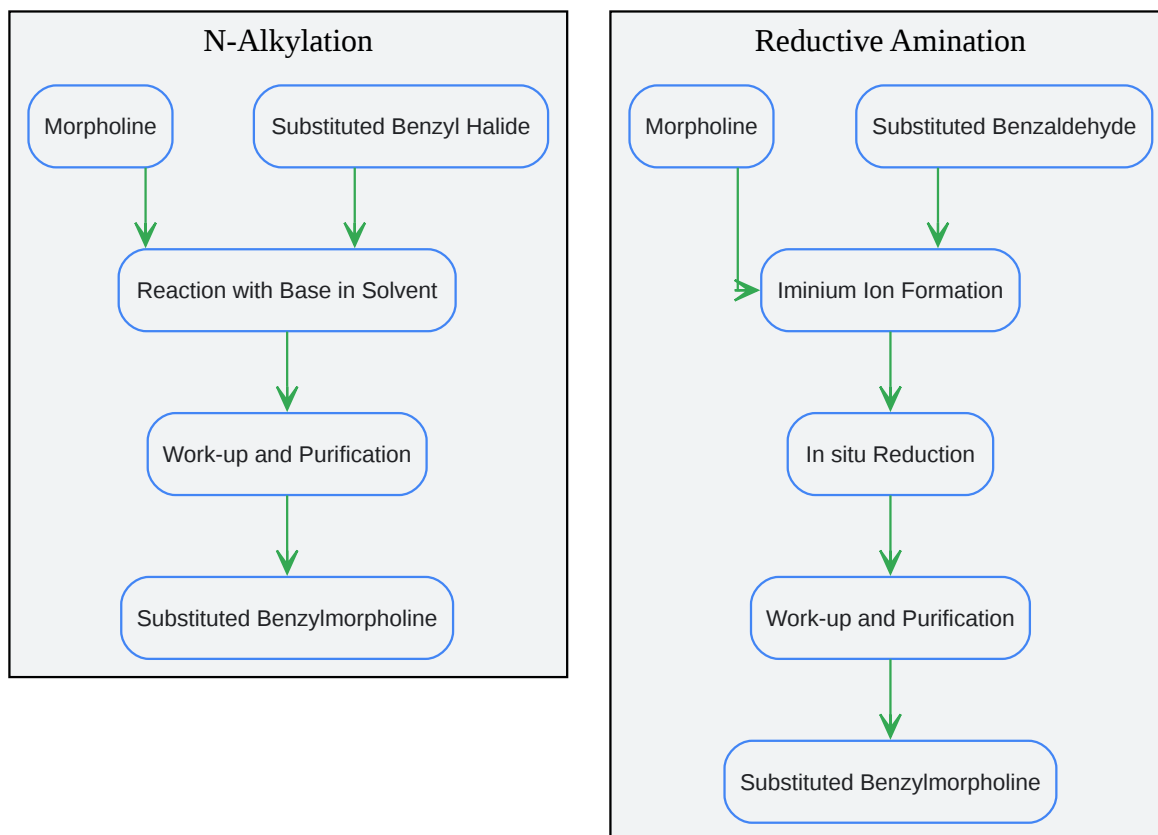 N-Alkylation
Morpholine
Substituted Benzyl Halide
Reaction with Base in Solvent
Work-up and Purification
Substituted Benzylmorpholine
Reductive Amination
Morpholine
Substituted Benzaldehyde
Iminium Ion Formation
In situ Reduction
Work-up and Purification
Substituted Benzylmorpholine